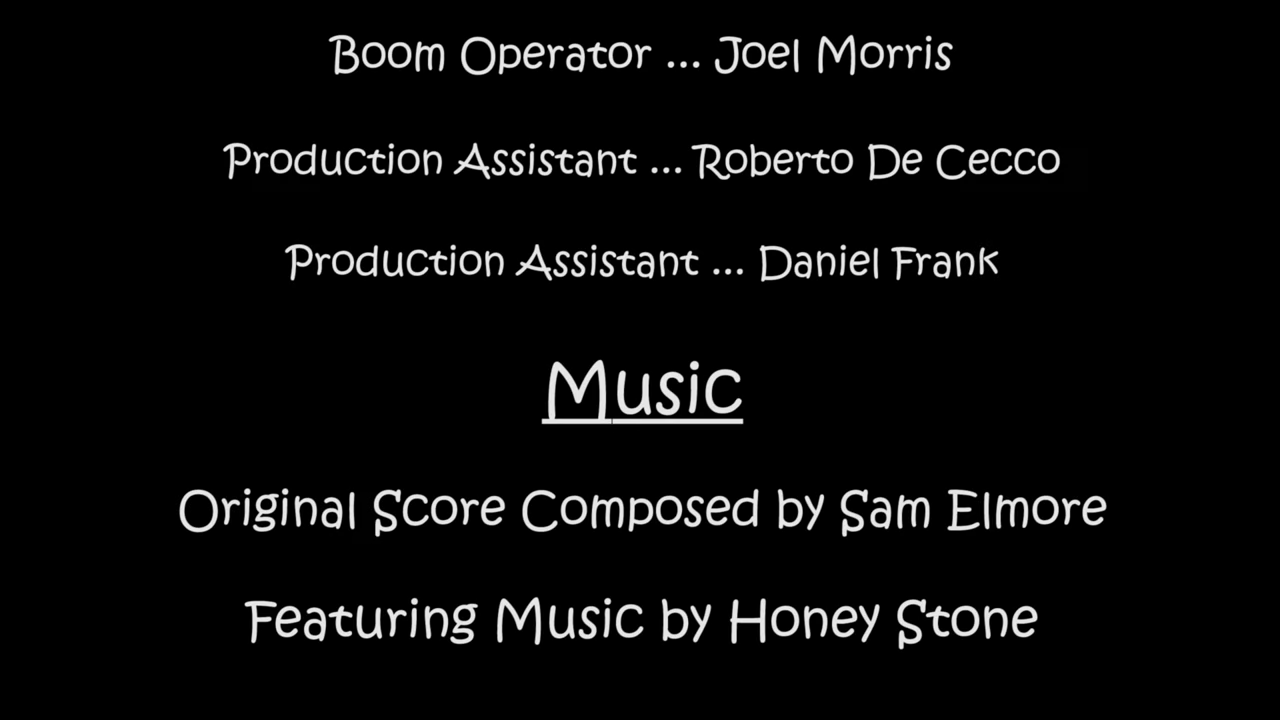 Boom Operator ... Joel Morris
Production Assistant ... Roberto De Cecco
Production Assistant ... Daniel Frank
Music
Original Score Composed by Sam Elmore
Featuring Music by Honey Stone